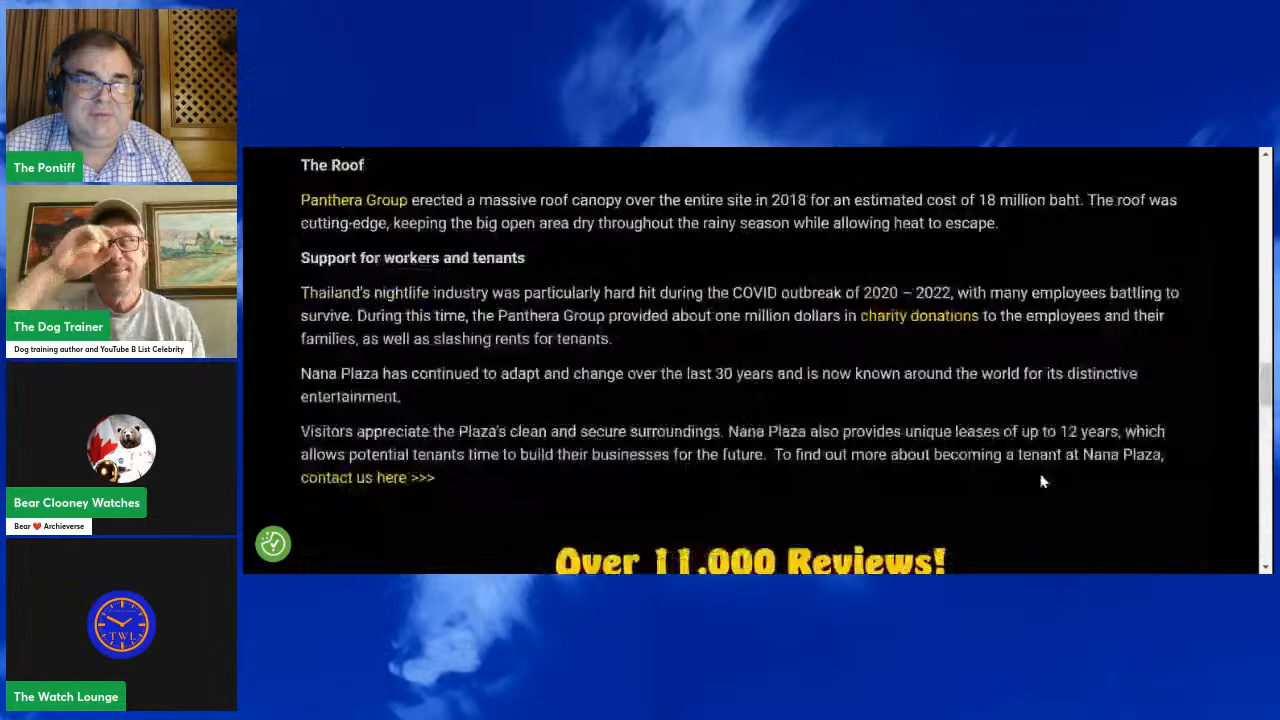 The Pontiff
The Dog Trainer
Dog training author and YouTube B List Celebrity
Bear Clooney Watches
Bear ❤️ Archieverse
TWL
The Watch Lounge
The Roof
Panthera Group erected a massive roof canopy over the entire site in 2018 for an estimated cost of 18 million baht. The roof was
cutting-edge, keeping the big open area dry throughout the rainy season while allowing heat to escape.
Support for workers and tenants
Thailand's nightlife industry was particularly hard hit during the COVID outbreak of 2020 – 2022, with many employees battling to
survive. During this time, the Panthera Group provided about one million dollars in charity donations to the employees and their
families, as well as slashing rents for tenants.
Nana Plaza has continued to adapt and change over the last 30 years and is now known around the world for its distinctive
entertainment.
Visitors appreciate the Plaza's clean and secure surroundings. Nana Plaza also provides unique leases of up to 12 years, which
allows potential tenants time to build their businesses for the future. To find out more about becoming a tenant at Nana Plaza,
contact us here >>>
Over 11,000 Reviews!